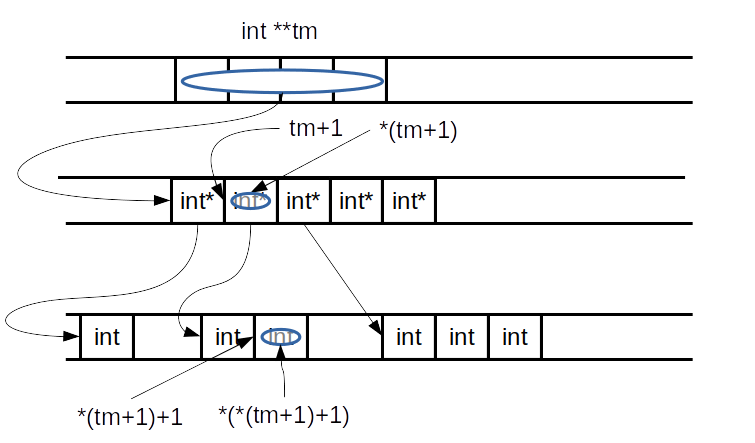 int **tm
tm+1 *(tm+1)
int* int* int* int* int*
int int int int int int
*(tm+1)+1 *(*(tm+1)+1)